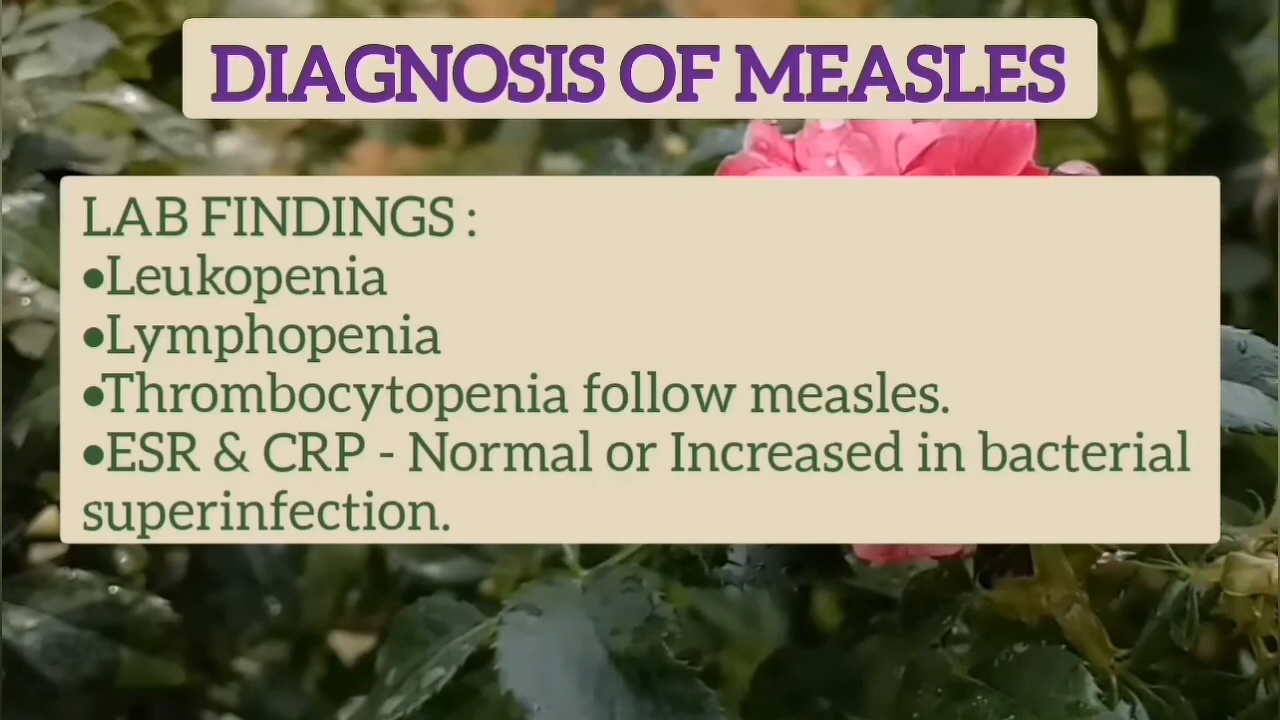 DIAGNOSIS OF MEASLES
LAB FINDINGS :
•Leukopenia
•Lymphopenia
•Thrombocytopenia follow measles.
•ESR & CRP - Normal or Increased in bacterial
superinfection.